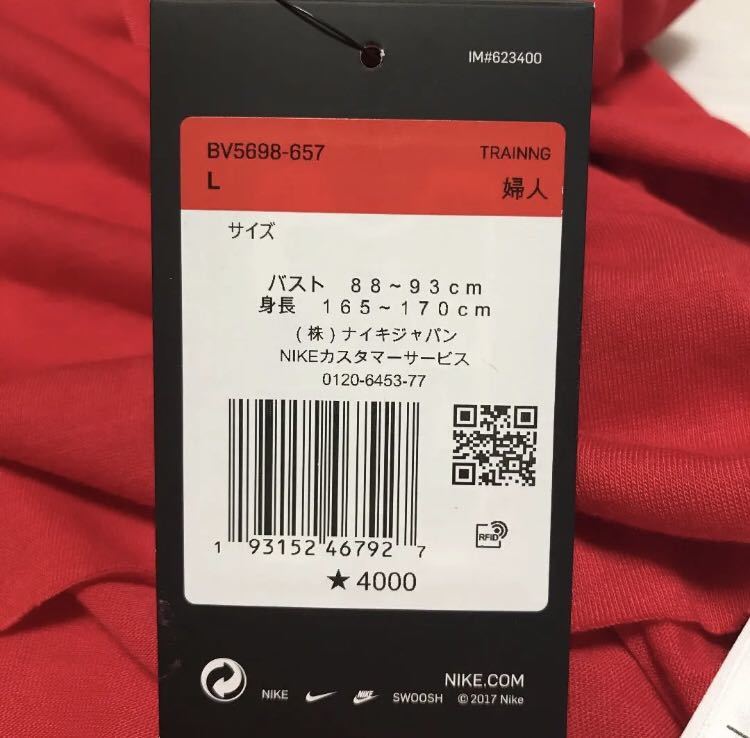 IM#623400
BV5698-657 TRAINNG
L 婦人
サイズ
バスト 88~93cm
身長 165~170cm
(株)ナイキジャパン
NIKEカスタマーサービス
0120-6453-77
RFID
1 93152 46792 7
★4000
NIKE.COM
NIKE NIKE SWOOSH ©2017 Nike